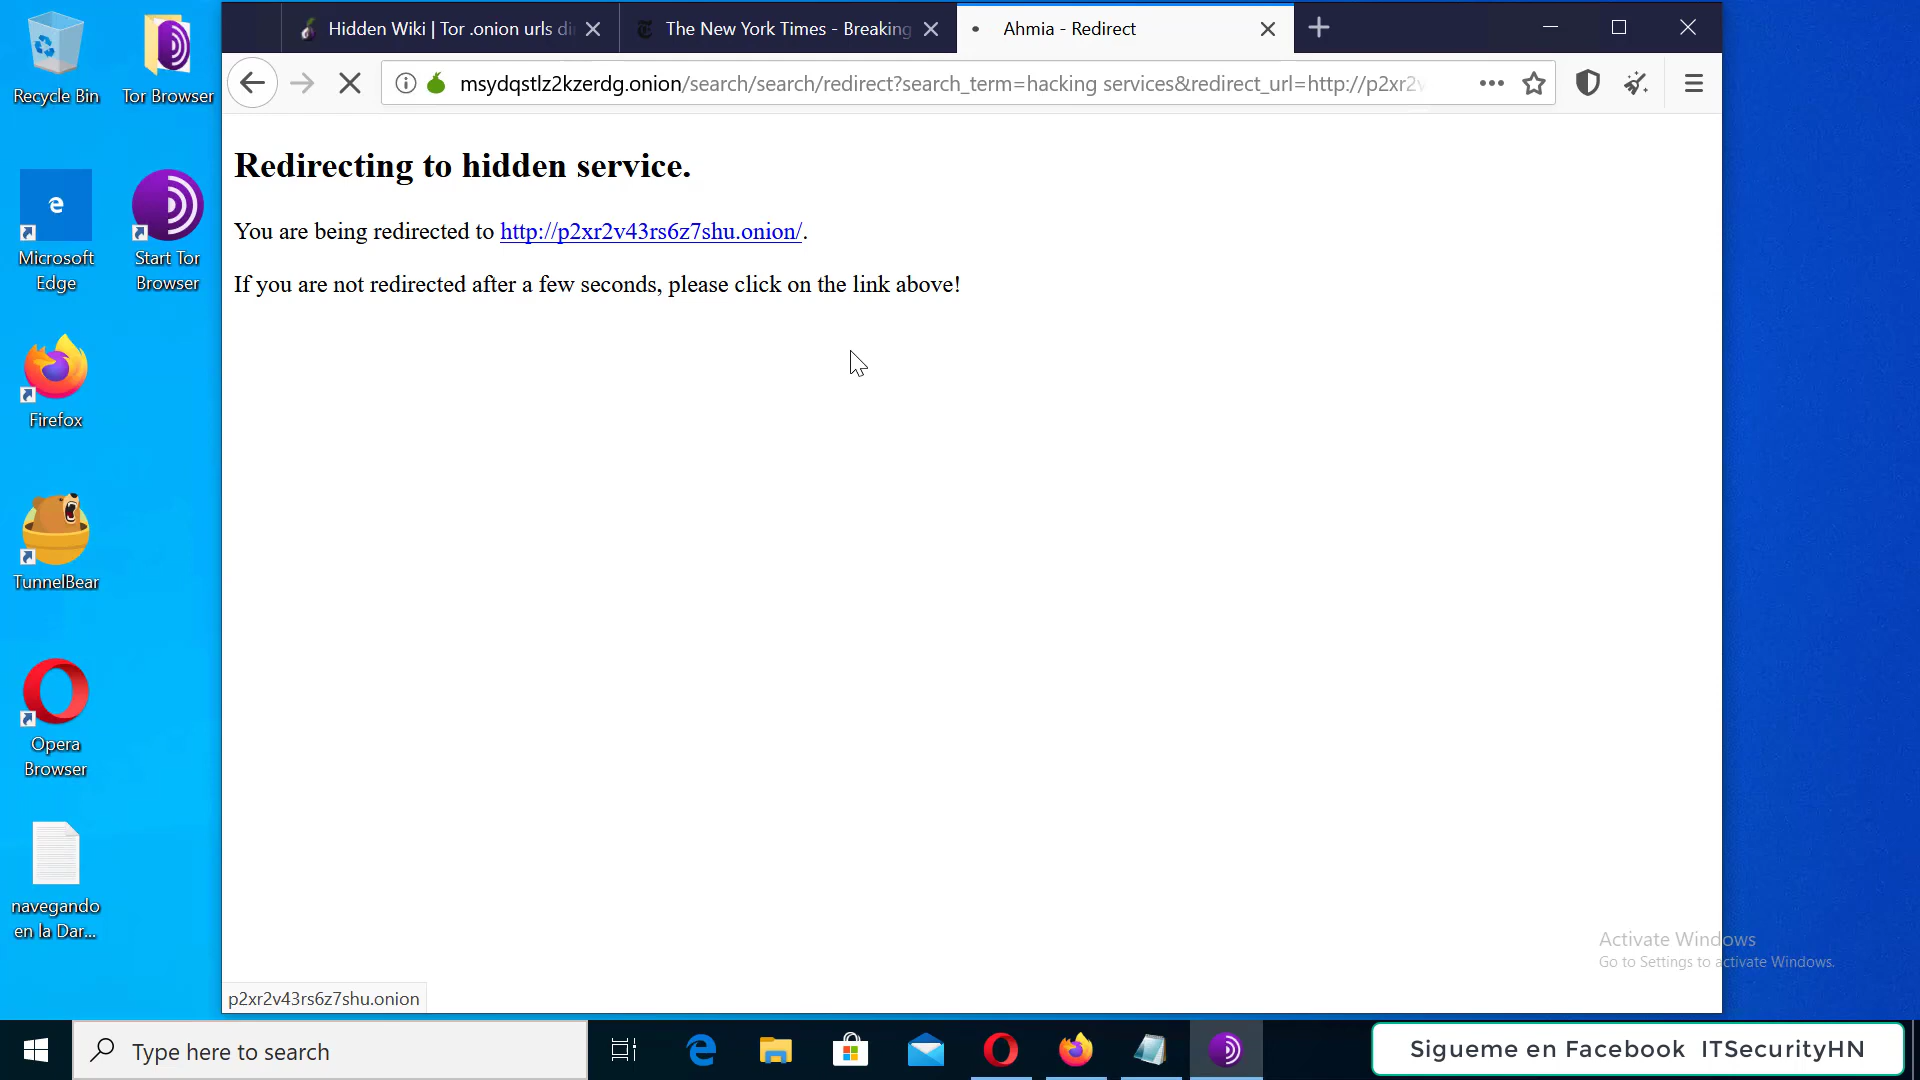 Recycle Bin
Tor Browser
Microsoft
Edge
Start Tor
Browser
Firefox
TunnelBear
Opera
Browser
navegando
en la Dar...
Hidden Wiki | Tor .onion urls di
The New York Times - Breaking
Ahmia - Redirect
msydqstlz2kzerdg.onion/search/search/redirect?search_term=hacking services&redirect_url=http://p2xr2v
Redirecting to hidden service.
You are being redirected to http://p2xr2v43rs6z7shu.onion/.
If you are not redirected after a few seconds, please click on the link above!
Activate Windows
Go to Settings to activate Windows.
p2xr2v43rs6z7shu.onion
Type here to search
Sigueme en Facebook ITSecurityHN